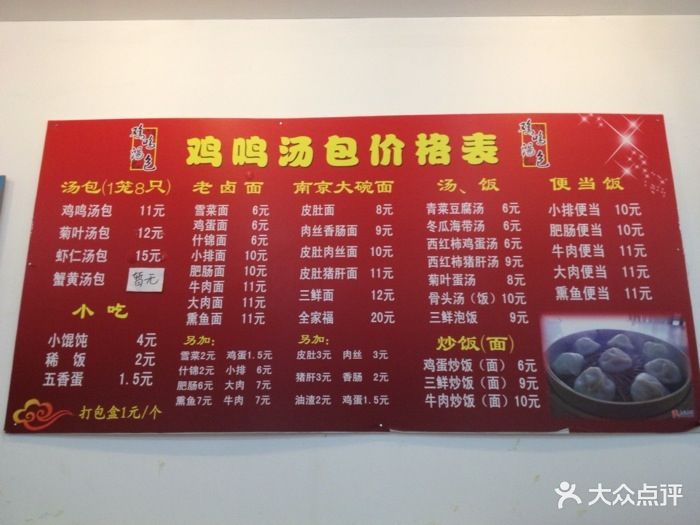 鸡鸣汤包
鸡鸣汤包价格表
鸡鸣汤包
汤包(1笼8只)
鸡鸣汤包 11元
菊叶汤包 12元
虾仁汤包 15元
蟹黄汤包 暂无
小吃
小馄饨 4元
稀饭 2元
五香蛋 1.5元
打包盒1元/个
老卤面
雪菜面 6元
鸡蛋面 6元
什锦面 6元
小排面 10元
肥肠面 10元
牛肉面 11元
大肉面 11元
熏鱼面 11元
另加:
雪菜2元 鸡蛋1.5元
什锦2元 小排 6元
肥肠6元 大肉 7元
熏鱼7元 牛肉 7元
南京大碗面
皮肚面 8元
肉丝香肠面 9元
皮肚肉丝面 10元
皮肚猪肝面 11元
三鲜面 12元
全家福 20元
另加:
皮肚3元 肉丝 3元
猪肝3元 香肠 2元
油渣2元 鸡蛋1.5元
汤、饭
青菜豆腐汤 6元
冬瓜海带汤 6元
西红柿鸡蛋汤 6元
西红柿猪肝汤 9元
菊叶蛋汤 8元
骨头汤(饭)10元
三鲜泡饭 9元
炒饭(面)
鸡蛋炒饭(面) 6元
三鲜炒饭(面) 9元
牛肉炒饭(面)10元
便当饭
小排便当 10元
肥肠便当 10元
牛肉便当 11元
大肉便当 11元
熏鱼便当 11元
大众点评